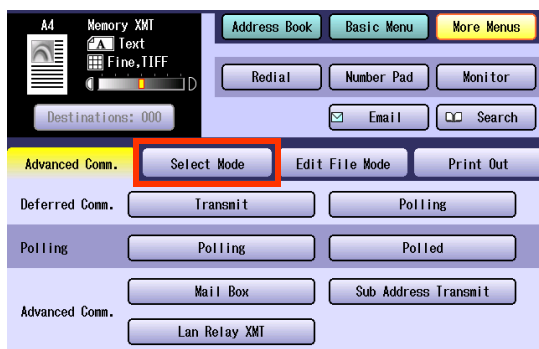 A4 Memory XMT Address Book Basic Menu More Menus
A Text
Fine,TIFF
D Redial Number Pad Monitor
Destinations: 000 Email Search
Advanced Comm. Select Mode Edit File Mode Print Out
Deferred Comm. Transmit Polling
Polling Polling Polled
Advanced Comm. Mail Box Sub Address Transmit
Lan Relay XMT